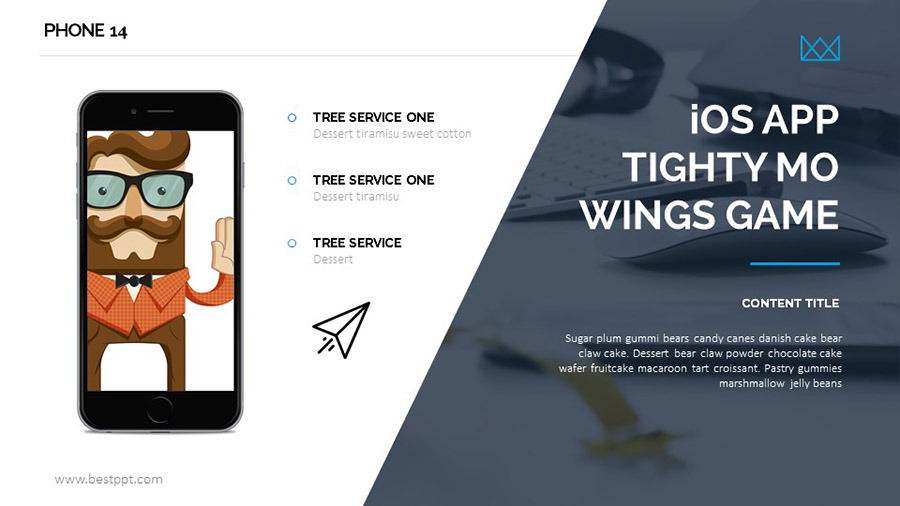 PHONE 14
TREE SERVICE ONE
Dessert tiramisu sweet cotton
TREE SERVICE ONE
Dessert tiramisu
TREE SERVICE
Dessert
www.bestppt.com
iOS APP
TIGHTY MO
WINGS GAME
CONTENT TITLE
Sugar plum gummi bears candy canes danish cake bear
claw cake. Dessert bear claw powder chocolate cake
wafer fruitcake macaroon tart croissant. Pastry gummies
marshmallow jelly beans